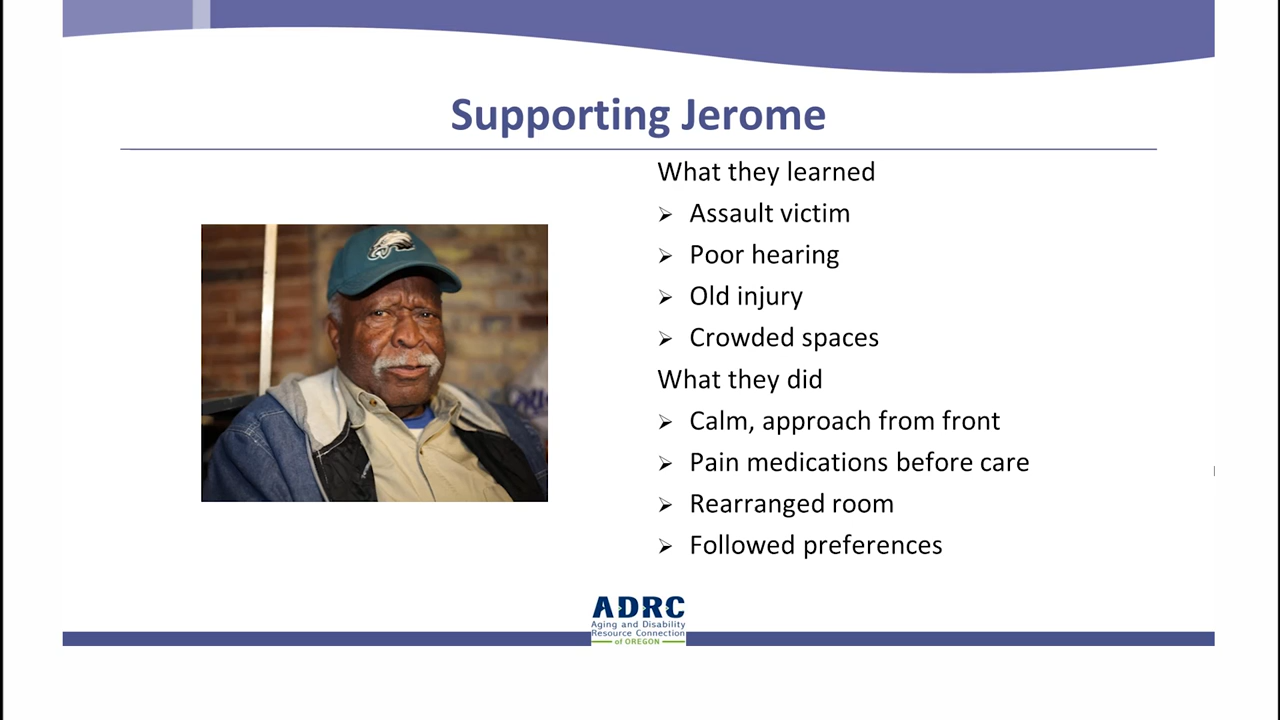 Supporting Jerome
What they learned
Assault victim
Poor hearing
Old injury
Crowded spaces
What they did
Calm, approach from front
Pain medications before care
Rearranged room
Followed preferences
ADRC
Aging and Disability
Resource Connection
of OREGON